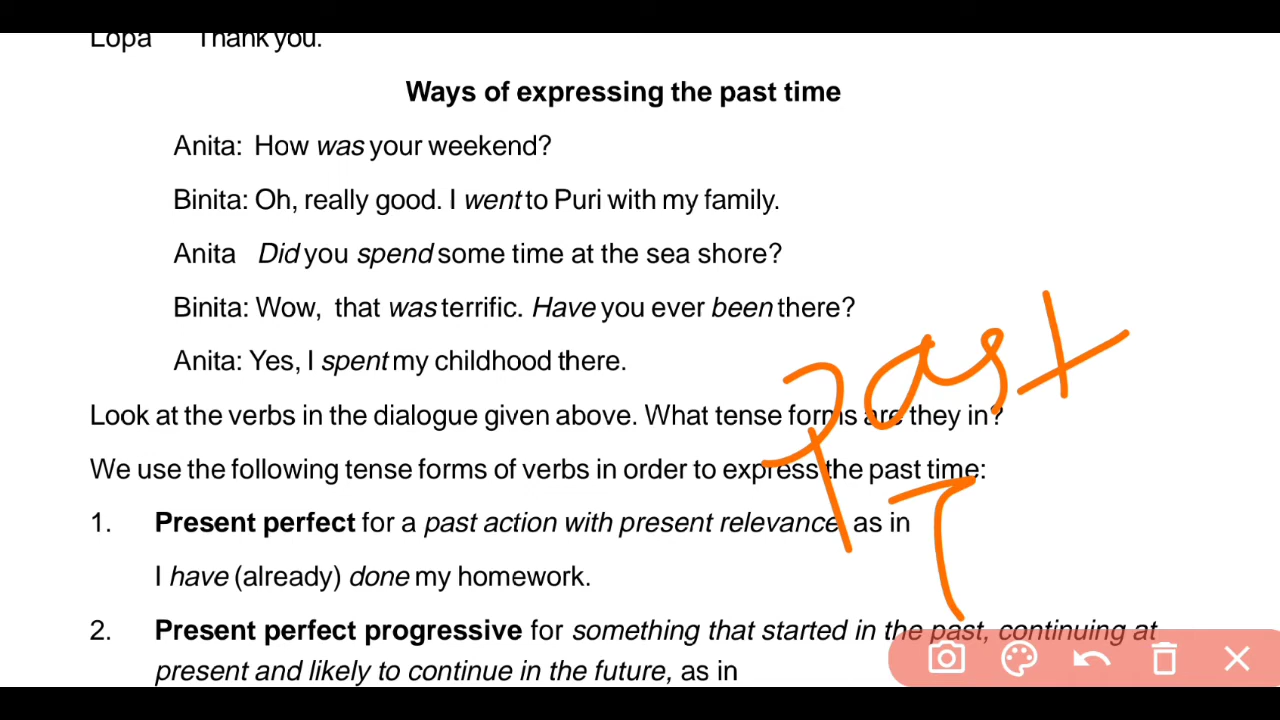 Lopa Thank you.
Ways of expressing the past time
Anita: How was your weekend?
Binita: Oh, really good. I went to Puri with my family.
Anita Did you spend some time at the sea shore?
Binita: Wow, that was terrific. Have you ever been there?
Anita: Yes, I spent my childhood there.
Past
Look at the verbs in the dialogue given above. What tense forms are they in?
We use the following tense forms of verbs in order to express the past time:
T
1. Present perfect for a past action with present relevance, as in
I have (already) done my homework.
2. Present perfect progressive for something that started in the past, continuing at
present and likely to continue in the future, as in